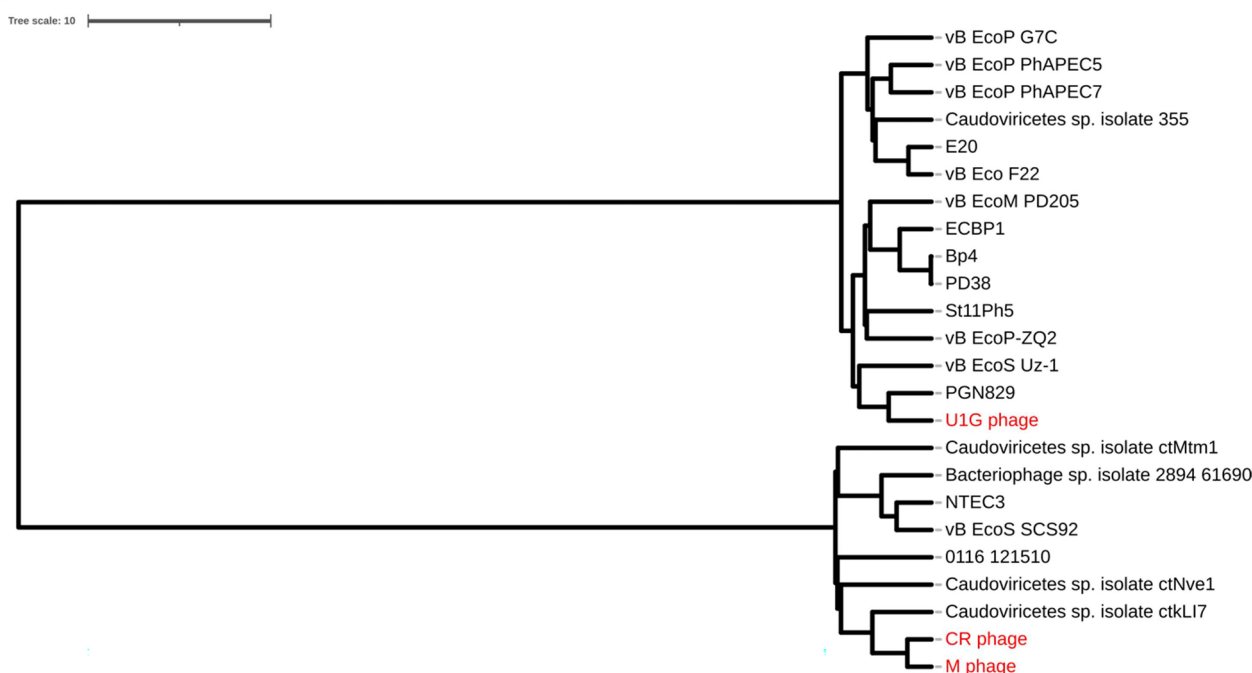 Tree scale: 10
vB EcoP G7C
vB EcoP PhAPEC5
vB EcoP PhAPEC7
Caudoviricetes sp. isolate 355
E20
vB Eco F22
vB EcoM PD205
ECBP1
Bp4
PD38
St11Ph5
vB EcoP-ZQ2
vB EcoS Uz-1
PGN829
U1G phage
Caudoviricetes sp. isolate ctMtm1
Bacteriophage sp. isolate 2894 61690
NTEC3
vB EcoS SCS92
0116 121510
Caudoviricetes sp. isolate ctNve1
Caudoviricetes sp. isolate ctkLI7
CR phage
M phage